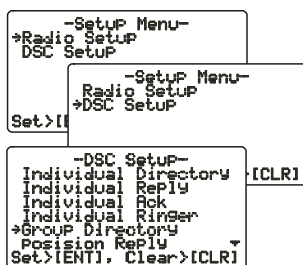 -Setup Menu-
→Radio Setup
DSC Setup
Set>[E
-Setup Menu-
Radio Setup
→DSC Setup
[CLR]
-DSC Setup-
Individual Directory
Individual Reply
Individual Ack
Individual Ringer
→Group Directory
Posision Reply ▼
Set>[ENT], Clear>[CLR]